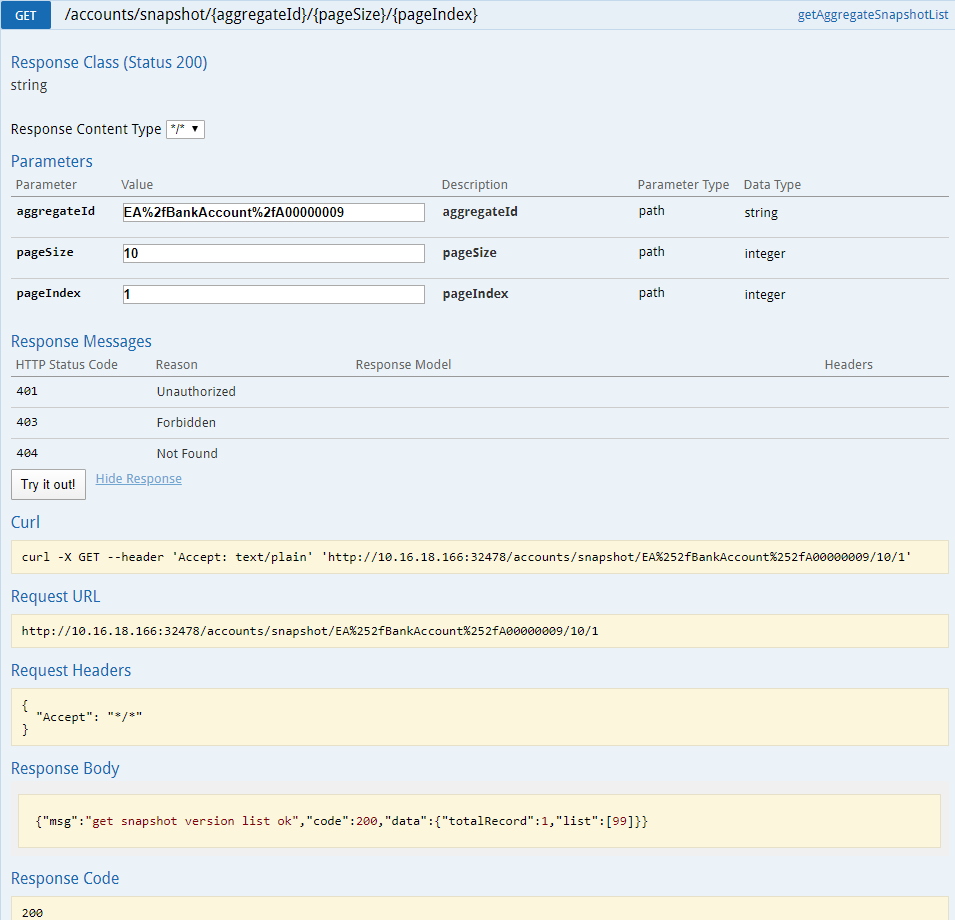 GET /accounts/snapshot/{aggregateId}/{pageSize}/{pageIndex} getAggregateSnapshotList
Response Class (Status 200)
string
Response Content Type */* ▼
Parameters
Parameter Value Description Parameter Type Data Type
aggregateId EA%2fBankAccount%2fA00000009 aggregateId path string
pageSize 10 pageSize path integer
pageIndex 1 pageIndex path integer
Response Messages
HTTP Status Code Reason Response Model Headers
401 Unauthorized
403 Forbidden
404 Not Found
Try it out! Hide Response
Curl
curl -X GET --header 'Accept: text/plain' 'http://10.16.18.166:32478/accounts/snapshot/EA%252fBankAccount%252fA00000009/10/1'
Request URL
http://10.16.18.166:32478/accounts/snapshot/EA%252fBankAccount%252fA00000009/10/1
Request Headers
{
"Accept": "*/*"
}
Response Body
{"msg":"get snapshot version list ok","code":200,"data":{"totalRecord":1,"list":[99]}}
Response Code
200